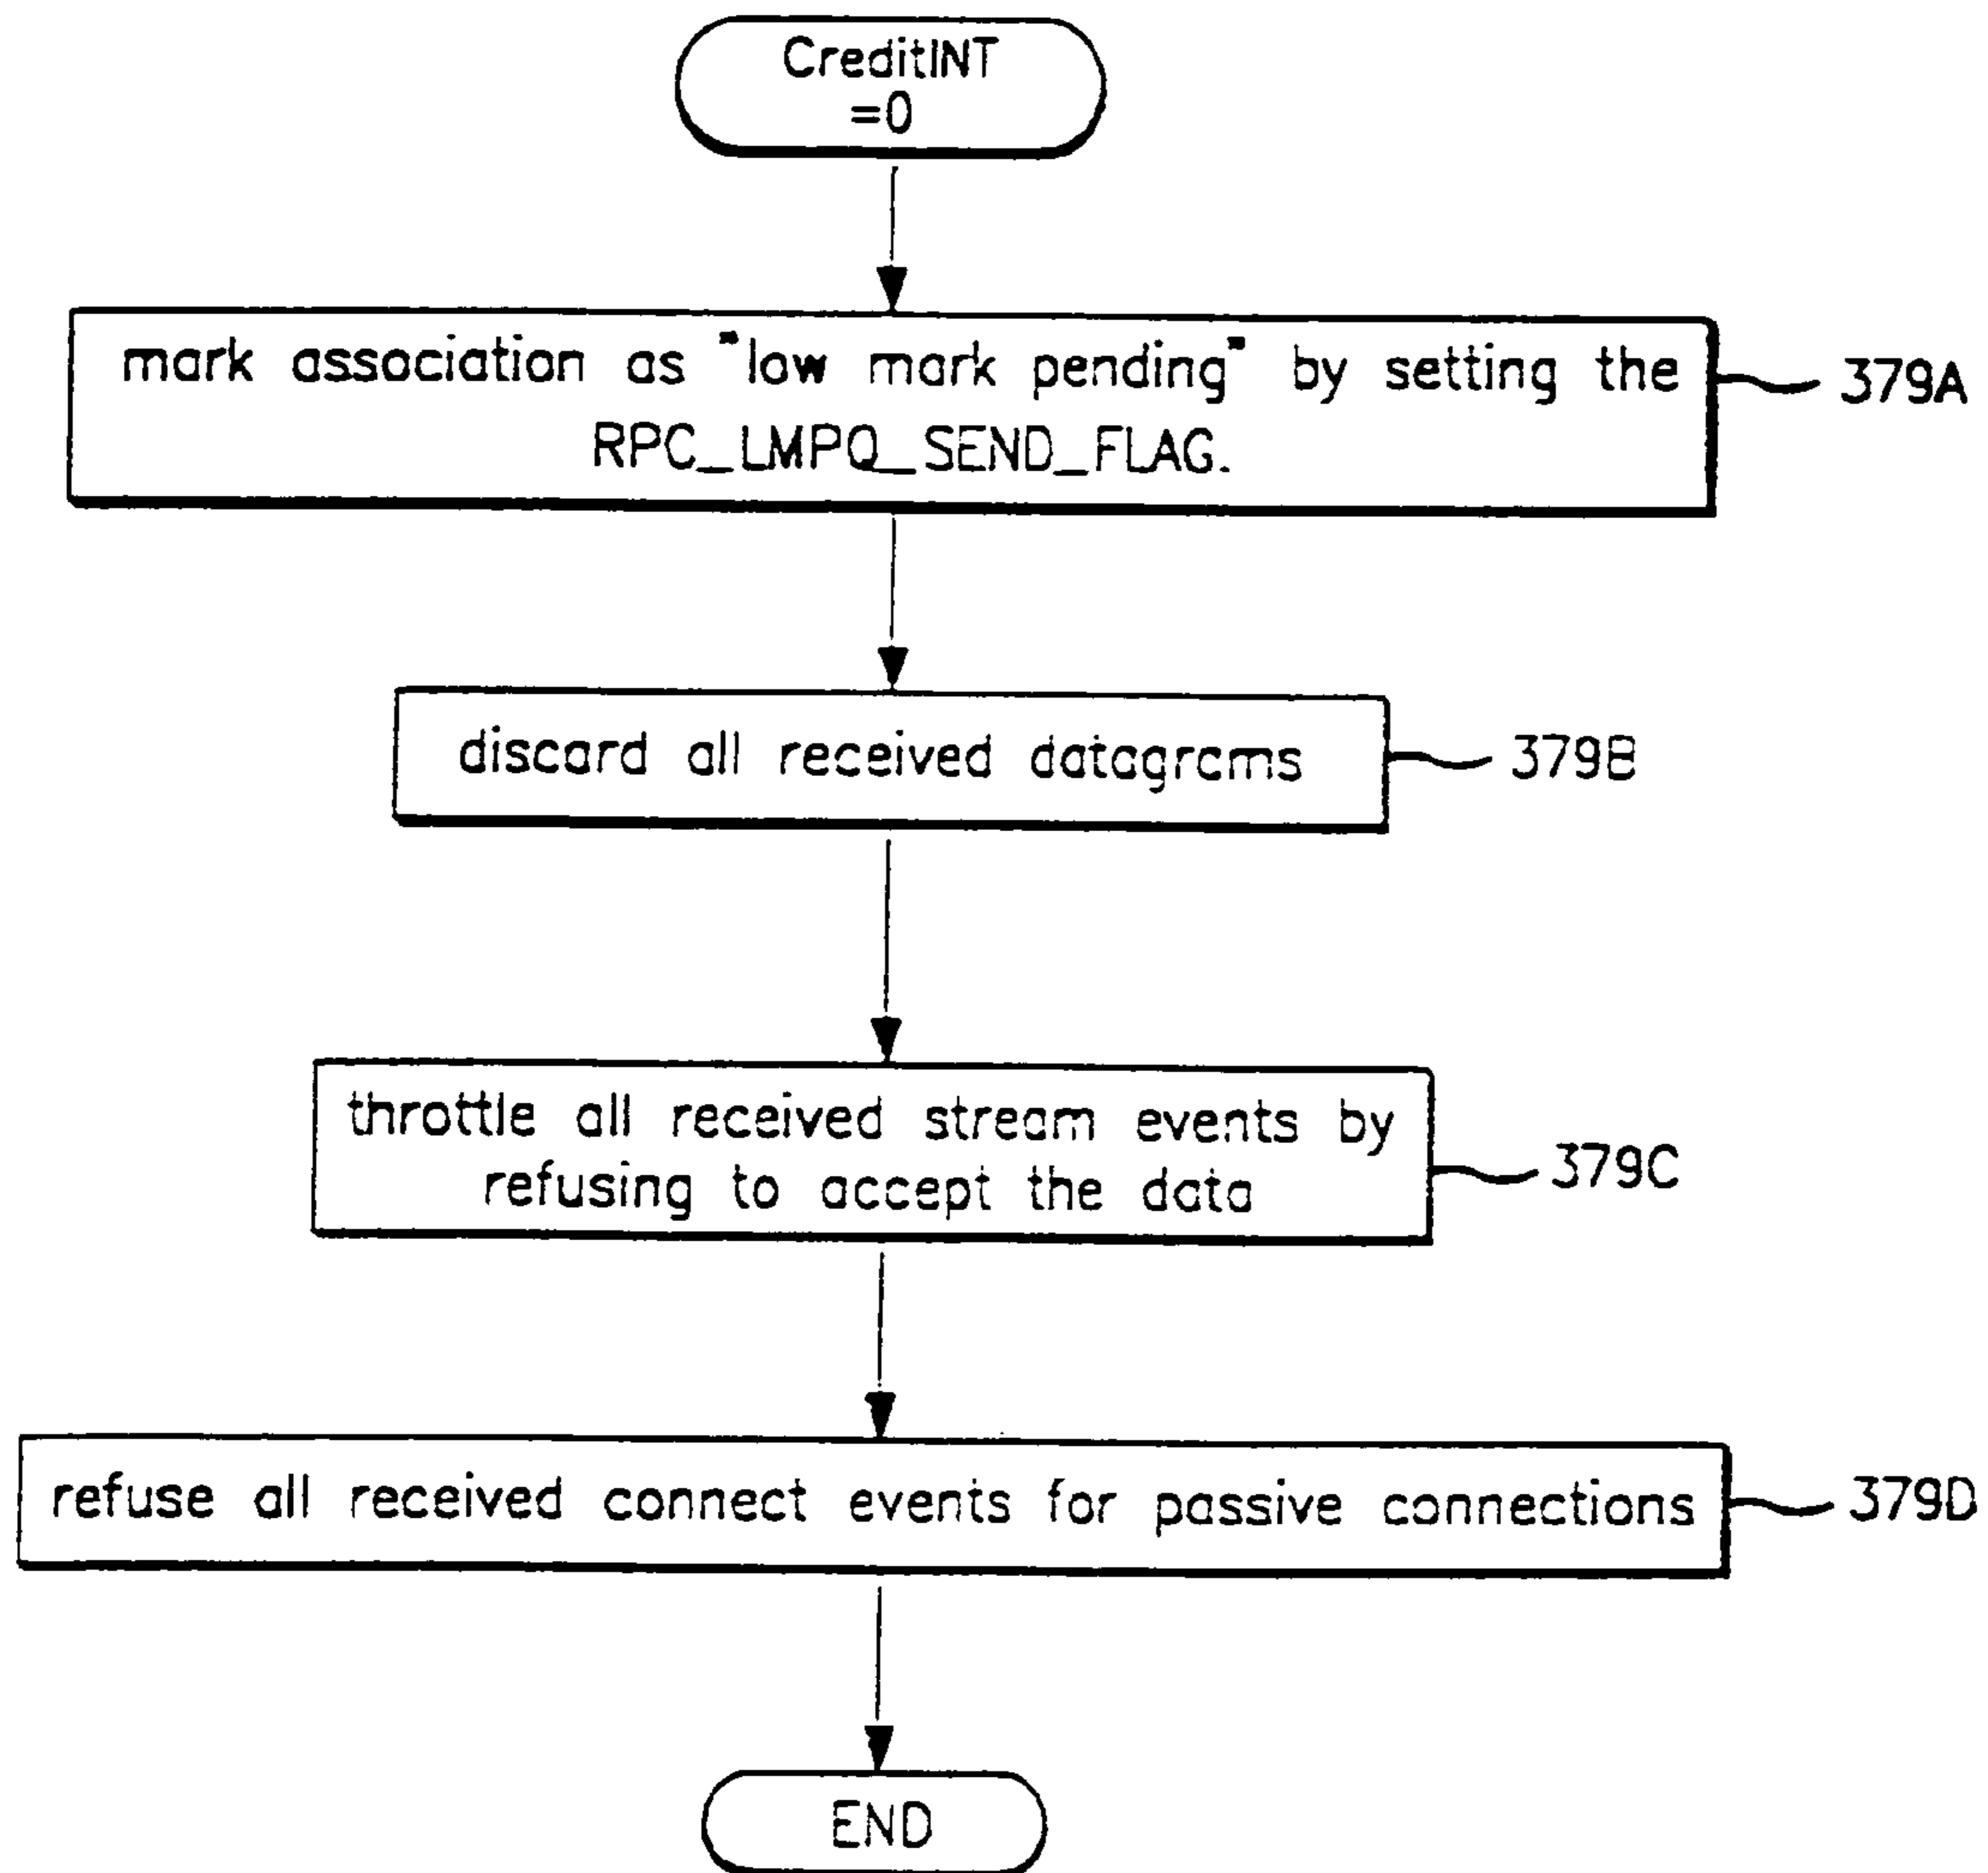 CreditINT
=0
mark association as "low mark pending" by setting the
RPC_LMPQ_SEND_FLAG.
379A
discard all received datagrams
379B
throttle all received stream events by
refusing to accept the data
379C
refuse all received connect events for passive connections
379D
END